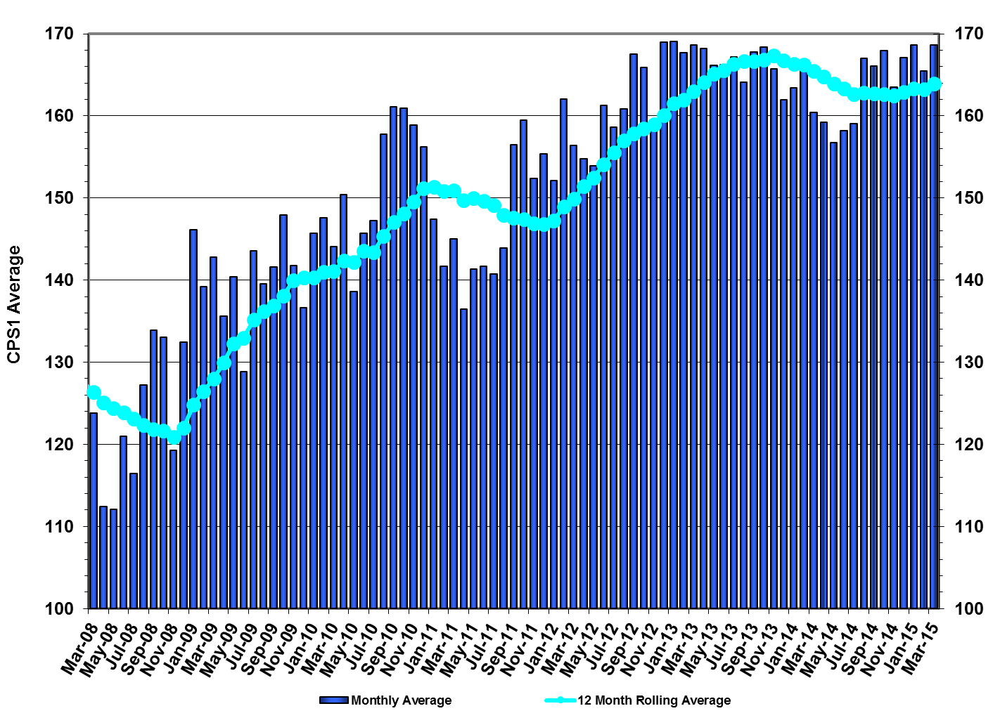 170
160
150
140
130
120
110
100
CPS1 Average
170
160
150
140
130
120
110
100
Mar-08
May-08
Jul-08
Sep-08
Nov-08
Jan-09
Mar-09
May-09
Jul-09
Sep-09
Nov-09
Jan-10
Mar-10
May-10
Jul-10
Sep-10
Nov-10
Jan-11
Mar-11
May-11
Jul-11
Sep-11
Nov-11
Jan-12
Mar-12
May-12
Jul-12
Sep-12
Nov-12
Jan-13
Mar-13
May-13
Jul-13
Sep-13
Nov-13
Jan-14
Mar-14
May-14
Jul-14
Sep-14
Nov-14
Jan-15
Mar-15
Monthly Average
12 Month Rolling Average